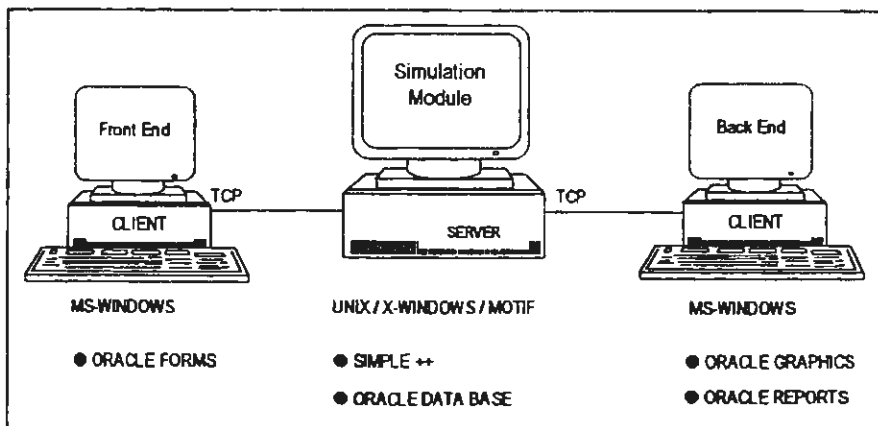 Front End
TCP
CLIENT
MS-WINDOWS
● ORACLE FORMS
Simulation
Module
SERVER
UNIX / X-WINDOWS / MOTIF
● SIMPLE ++
● ORACLE DATA BASE
Back End
TCP
CLIENT
MS-WINDOWS
● ORACLE GRAPHICS
● ORACLE REPORTS